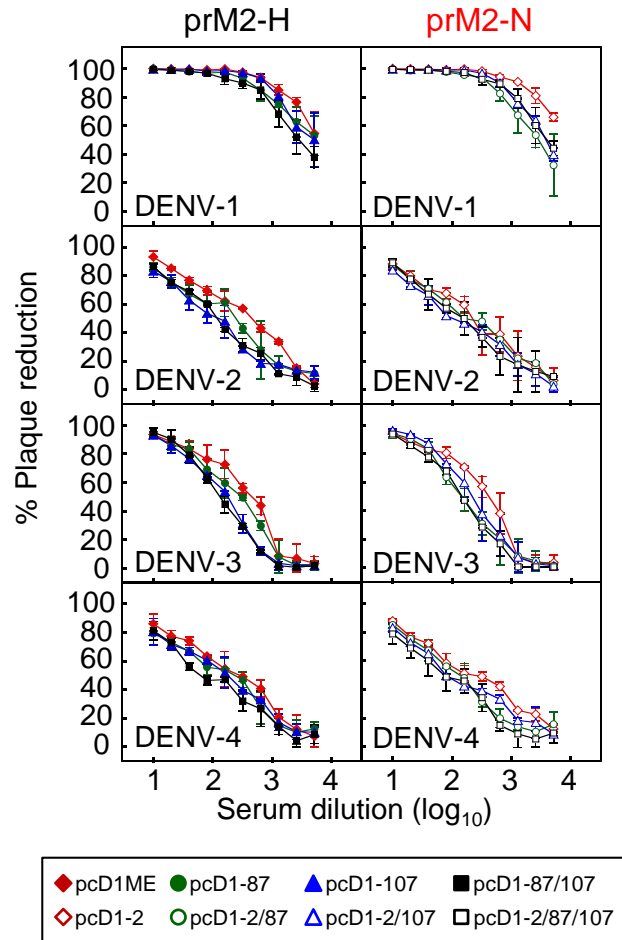 prM2-H prM2-N
100
80
60
40
20
0
DENV-1 DENV-1
100
80
60
40
20
0
DENV-2 DENV-2
100
80
60
40
20
0
DENV-3 DENV-3
100
80
60
40
20
0
DENV-4 DENV-4
% Plaque reduction
1 2 3 4 1 2 3 4
Serum dilution (log₁₀)
pcD1ME pcD1-87 pcD1-107 pcD1-87/107
pcD1-2 pcD1-2/87 pcD1-2/107 pcD1-2/87/107